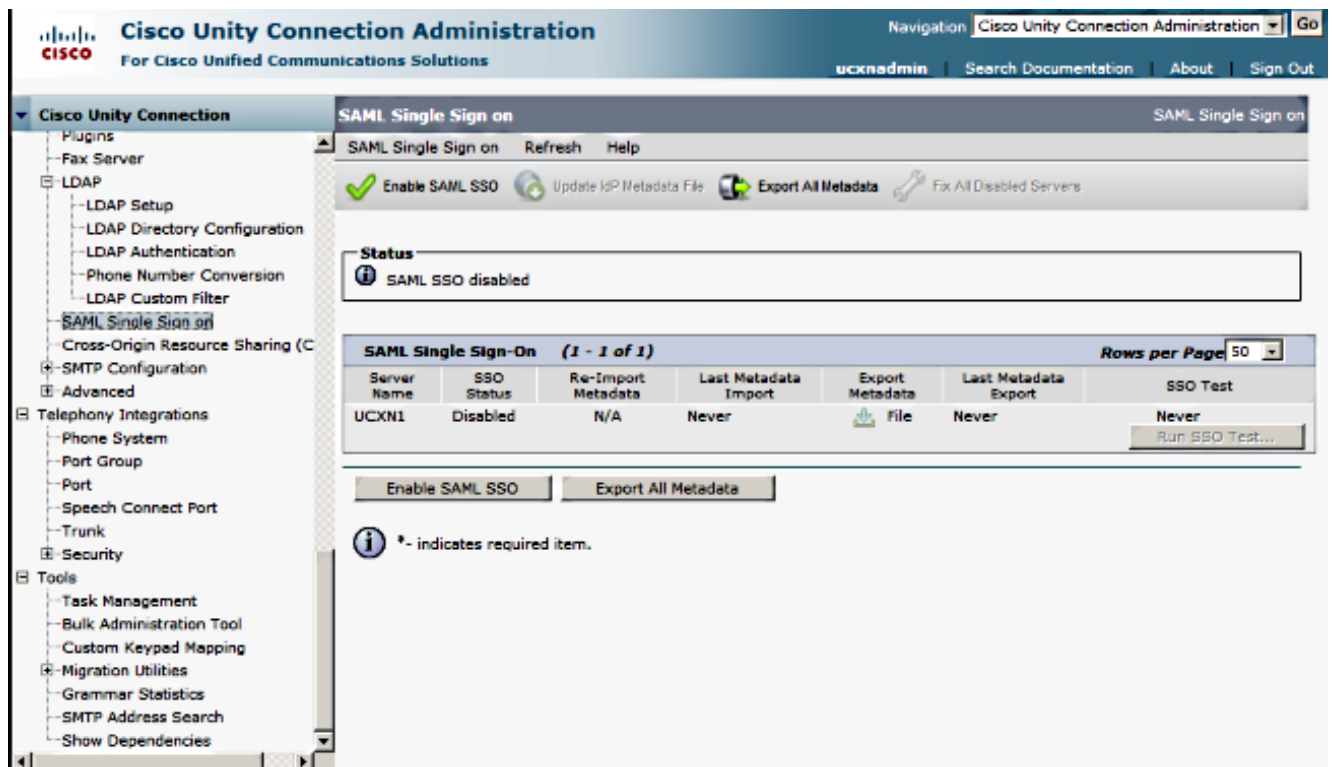 Cisco Unity Connection Administration
For Cisco Unified Communications Solutions
CISCO
Navigation Cisco Unity Connection Administration Go
ucxnadmin | Search Documentation | About | Sign Out
Cisco Unity Connection
Plugins
Fax Server
LDAP
LDAP Setup
LDAP Directory Configuration
LDAP Authentication
Phone Number Conversion
LDAP Custom Filter
SAML Single Sign on
Cross-Origin Resource Sharing (C
SMTP Configuration
Advanced
Telephony Integrations
Phone System
Port Group
Port
Speech Connect Port
Trunk
Security
Tools
Task Management
Bulk Administration Tool
Custom Keypad Mapping
Migration Utilities
Grammar Statistics
SMTP Address Search
Show Dependencies
SAML Single Sign on SAML Single Sign on
SAML Single Sign on Refresh Help
Enable SAML SSO Update IdP Metadata File Export All Metadata Fix All Disabled Servers
Status
SAML SSO disabled
SAML Single Sign-On (1 - 1 of 1) Rows per Page 50
Server Name SSO Status Re-Import Metadata Last Metadata Import Export Metadata Last Metadata Export SSO Test
UCXN1 Disabled N/A Never File Never Never
Run SSO Test...
Enable SAML SSO Export All Metadata
*- indicates required item.